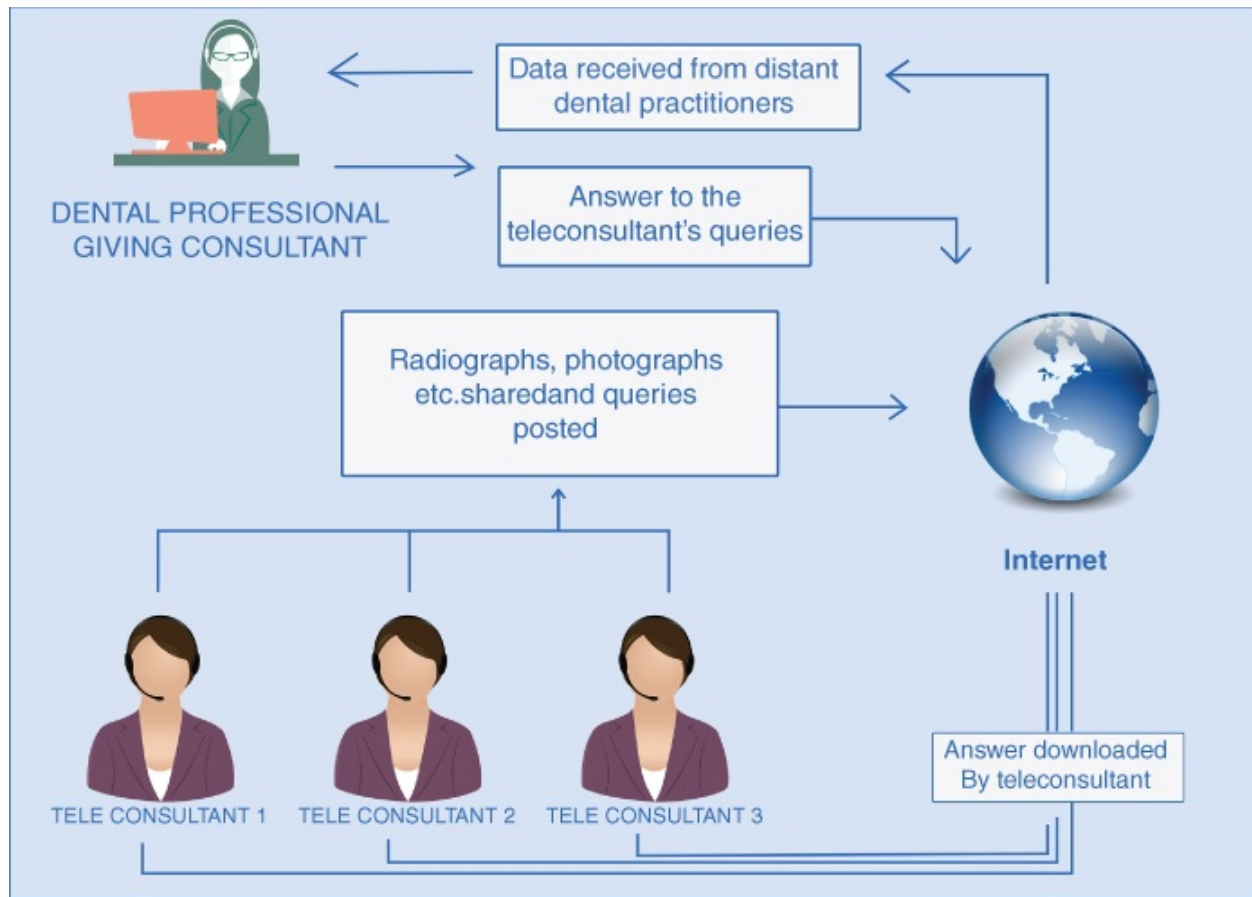 Data received from distant
dental practitioners
DENTAL PROFESSIONAL
GIVING CONSULTANT
Answer to the
teleconsultant's queries
Radiographs, photographs
etc.sharedand queries
posted
Internet
Answer downloaded
By teleconsultant
TELE CONSULTANT 1
TELE CONSULTANT 2
TELE CONSULTANT 3